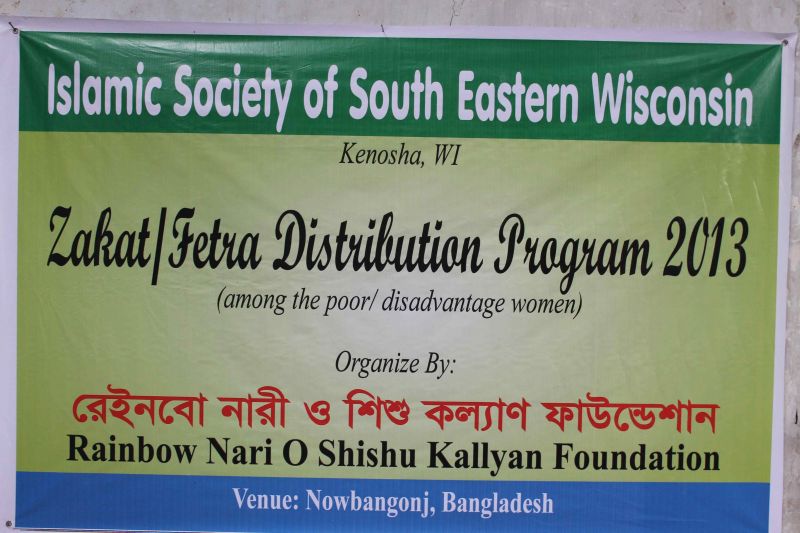 Islamic Society of South Eastern Wisconsin
Kenosha, WI
Zakat/Fetra Distribution Program 2013
(among the poor/ disadvantage women)
Organize By:
রেইনবো নারী ও শিশু কল্যাণ ফাউন্ডেশান
Rainbow Nari O Shishu Kallyan Foundation
Venue: Nowbangonj, Bangladesh